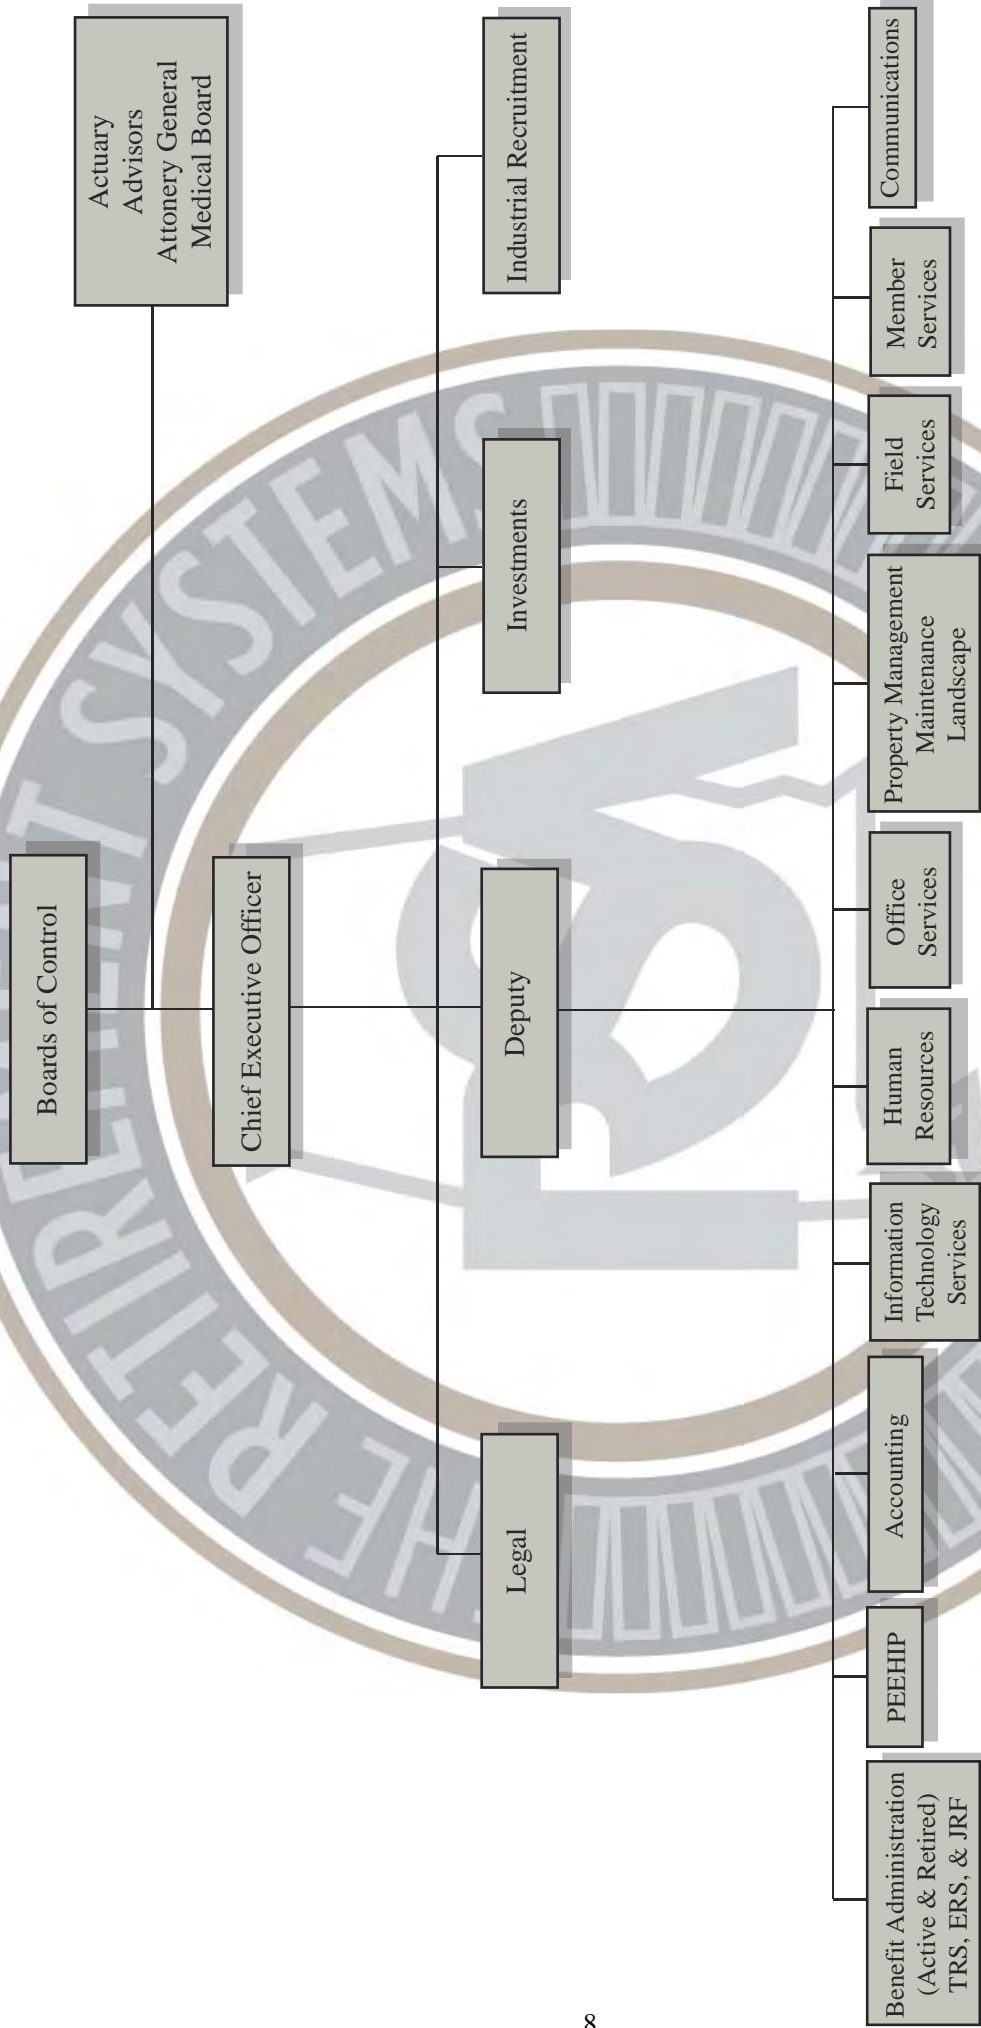 Boards of Control
Actuary
Advisors
Attonery General
Medical Board
Chief Executive Officer
Legal
Deputy
Investments
Industrial Recruitment
Benefit Administration
(Active & Retired)
TRS, ERS, & JRF
PEEHIP
Accounting
Information
Technology
Services
Human
Resources
Office
Services
Property Management
Maintenance
Landscape
Field
Services
Member
Services
Communications
THE RETIREMENT SYSTEMS
RSA
8